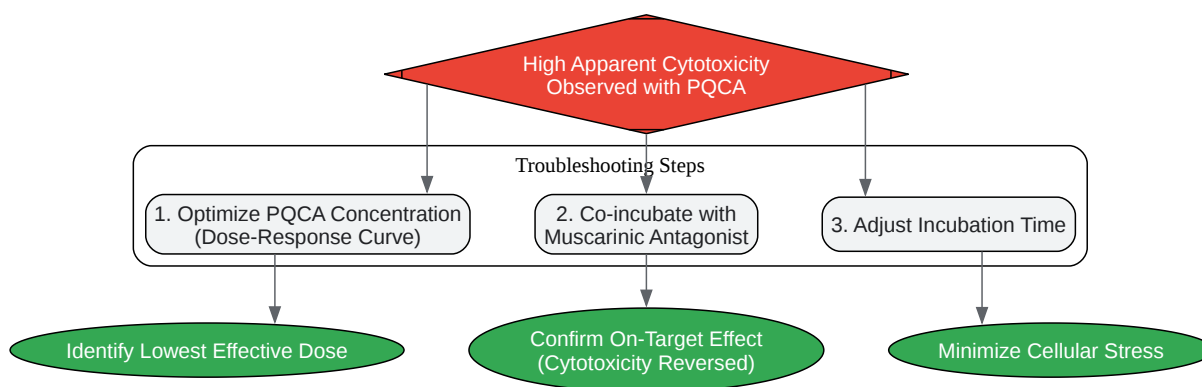 High Apparent Cytotoxicity
Observed with PQCA
Troubleshooting Steps
1. Optimize PQCA Concentration
(Dose-Response Curve)
2. Co-incubate with
Muscarinic Antagonist
3. Adjust Incubation Time
Identify Lowest Effective Dose
Confirm On-Target Effect
(Cytotoxicity Reversed)
Minimize Cellular Stress